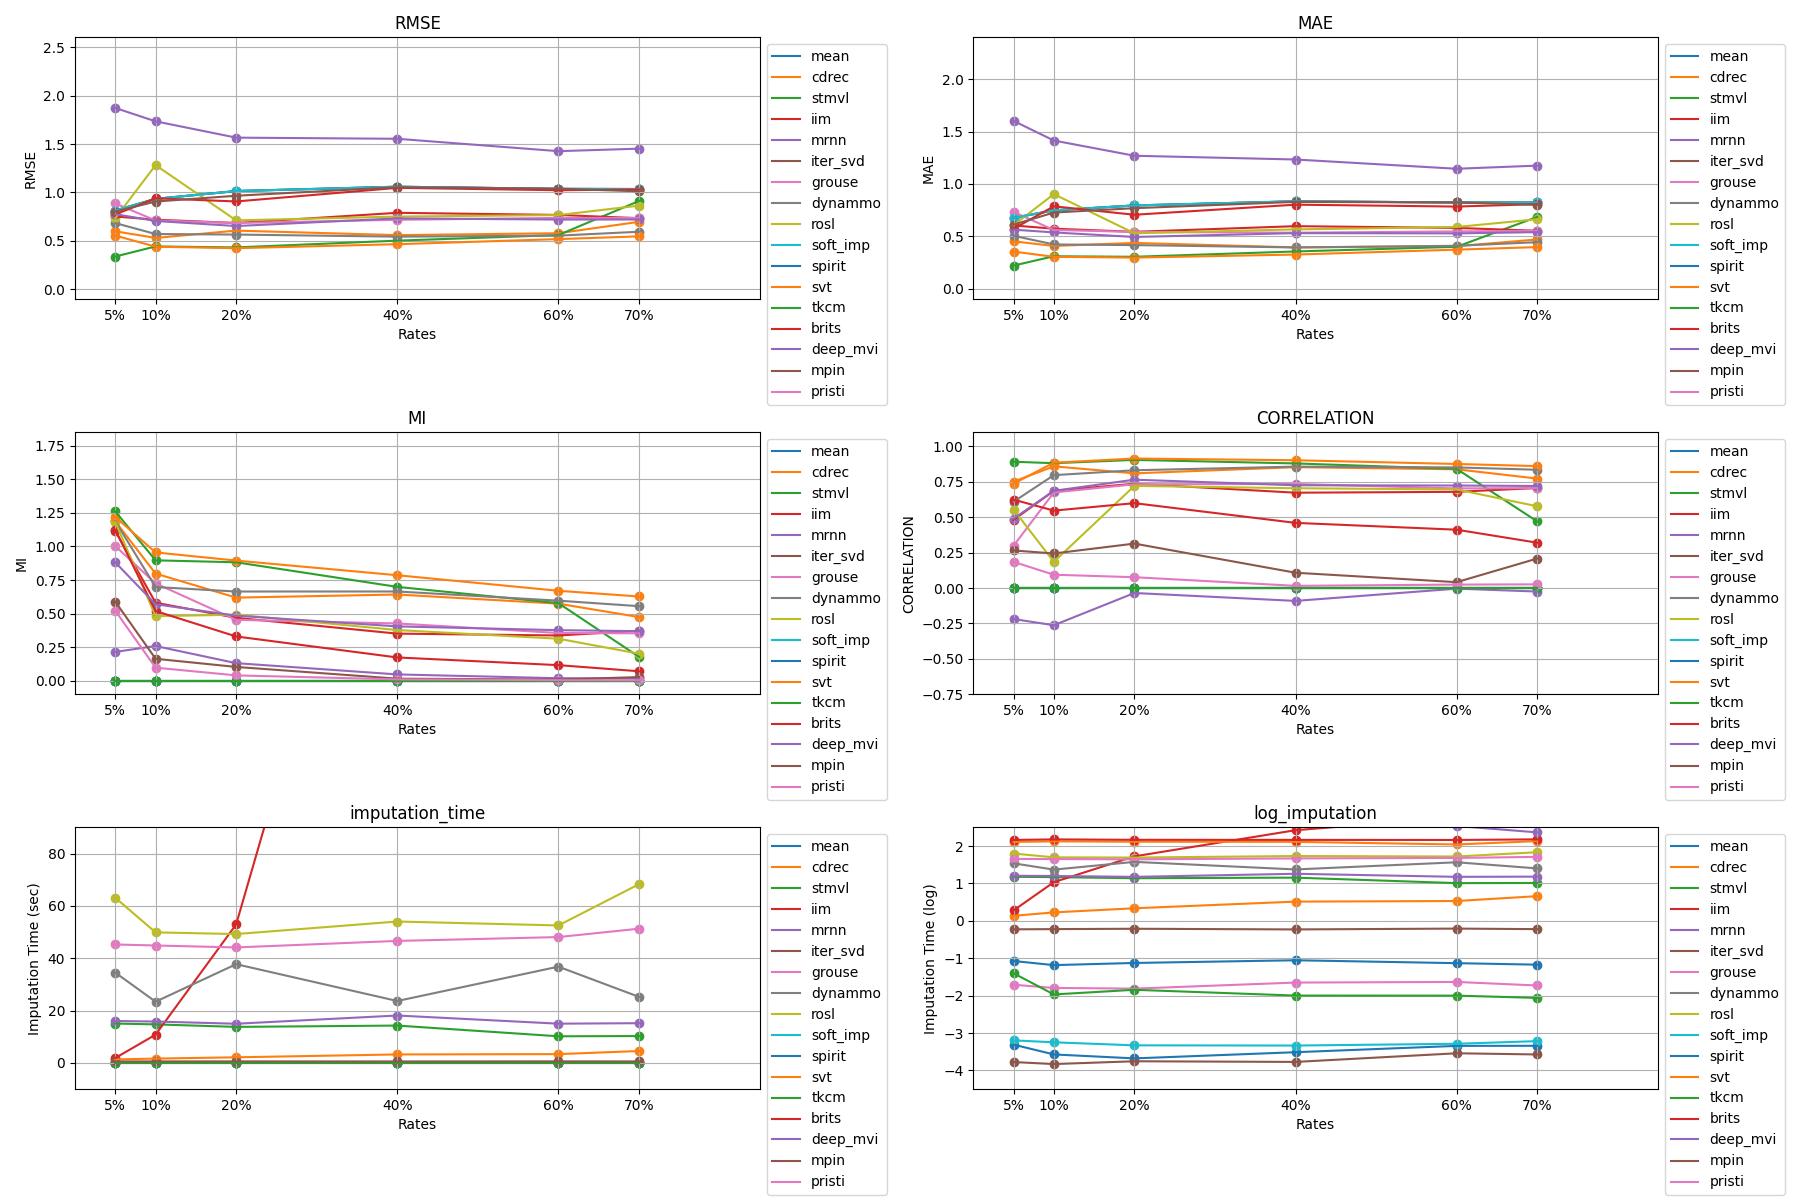 RMSE
2.5
2.0
1.5
1.0
0.5
0.0
RMSE
5% 10% 20% 40% 60% 70%
Rates
mean
cdrec
stmvl
iim
mrnn
iter_svd
grouse
dynammo
rosl
soft_imp
spirit
svt
tkcm
brits
deep_mvi
mpin
pristi
MAE
2.0
1.5
1.0
0.5
0.0
MAE
5% 10% 20% 40% 60% 70%
Rates
mean
cdrec
stmvl
iim
mrnn
iter_svd
grouse
dynammo
rosl
soft_imp
spirit
svt
tkcm
brits
deep_mvi
mpin
pristi
MI
1.75
1.50
1.25
1.00
0.75
0.50
0.25
0.00
MI
5% 10% 20% 40% 60% 70%
Rates
mean
cdrec
stmvl
iim
mrnn
iter_svd
grouse
dynammo
rosl
soft_imp
spirit
svt
tkcm
brits
deep_mvi
mpin
pristi
CORRELATION
1.00
0.75
0.50
0.25
0.00
−0.25
−0.50
−0.75
CORRELATION
5% 10% 20% 40% 60% 70%
Rates
mean
cdrec
stmvl
iim
mrnn
iter_svd
grouse
dynammo
rosl
soft_imp
spirit
svt
tkcm
brits
deep_mvi
mpin
pristi
imputation_time
80
60
40
20
0
Imputation Time (sec)
5% 10% 20% 40% 60% 70%
Rates
mean
cdrec
stmvl
iim
mrnn
iter_svd
grouse
dynammo
rosl
soft_imp
spirit
svt
tkcm
brits
deep_mvi
mpin
pristi
log_imputation
2
1
0
−1
−2
−3
−4
Imputation Time (log)
5% 10% 20% 40% 60% 70%
Rates
mean
cdrec
stmvl
iim
mrnn
iter_svd
grouse
dynammo
rosl
soft_imp
spirit
svt
tkcm
brits
deep_mvi
mpin
pristi